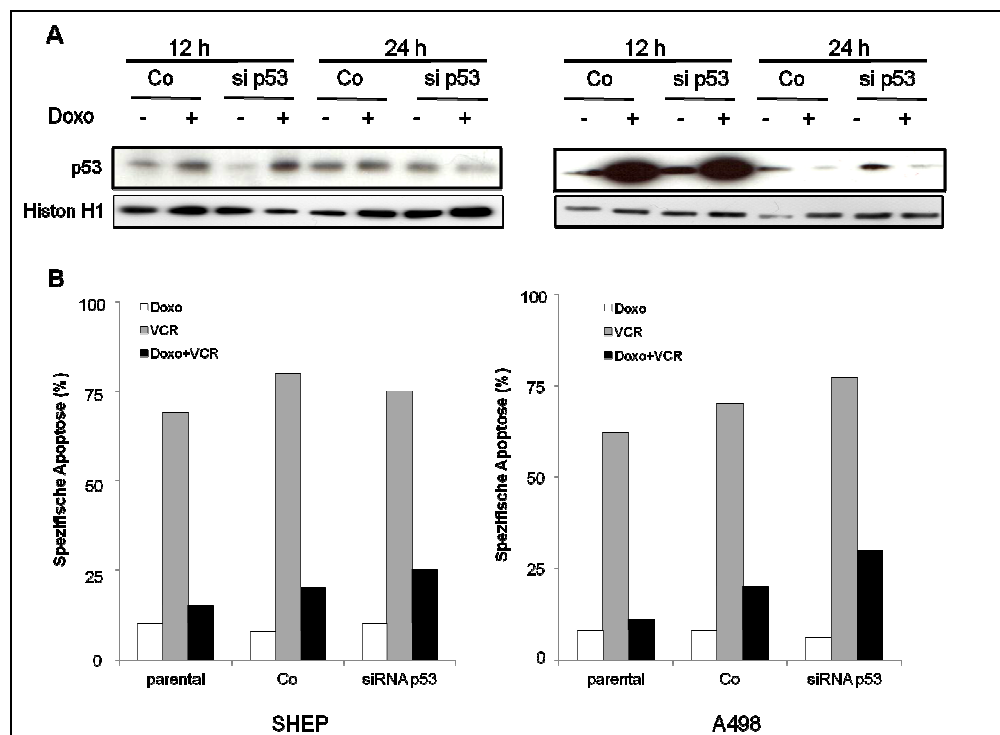 A
12 h 24 h 12 h 24 h
Co si p53 Co si p53 Co si p53 Co si p53
Doxo - + - + - + - + - + - + - + - +
p53
Histon H1
B
100
75
50
25
0
Spezifische Apoptose (%)
Doxo
VCR
Doxo+VCR
parental Co siRNA p53
SHEP
100
75
50
25
0
Spezifische Apoptose (%)
Doxo
VCR
Doxo+VCR
parental Co siRNA p53
A498